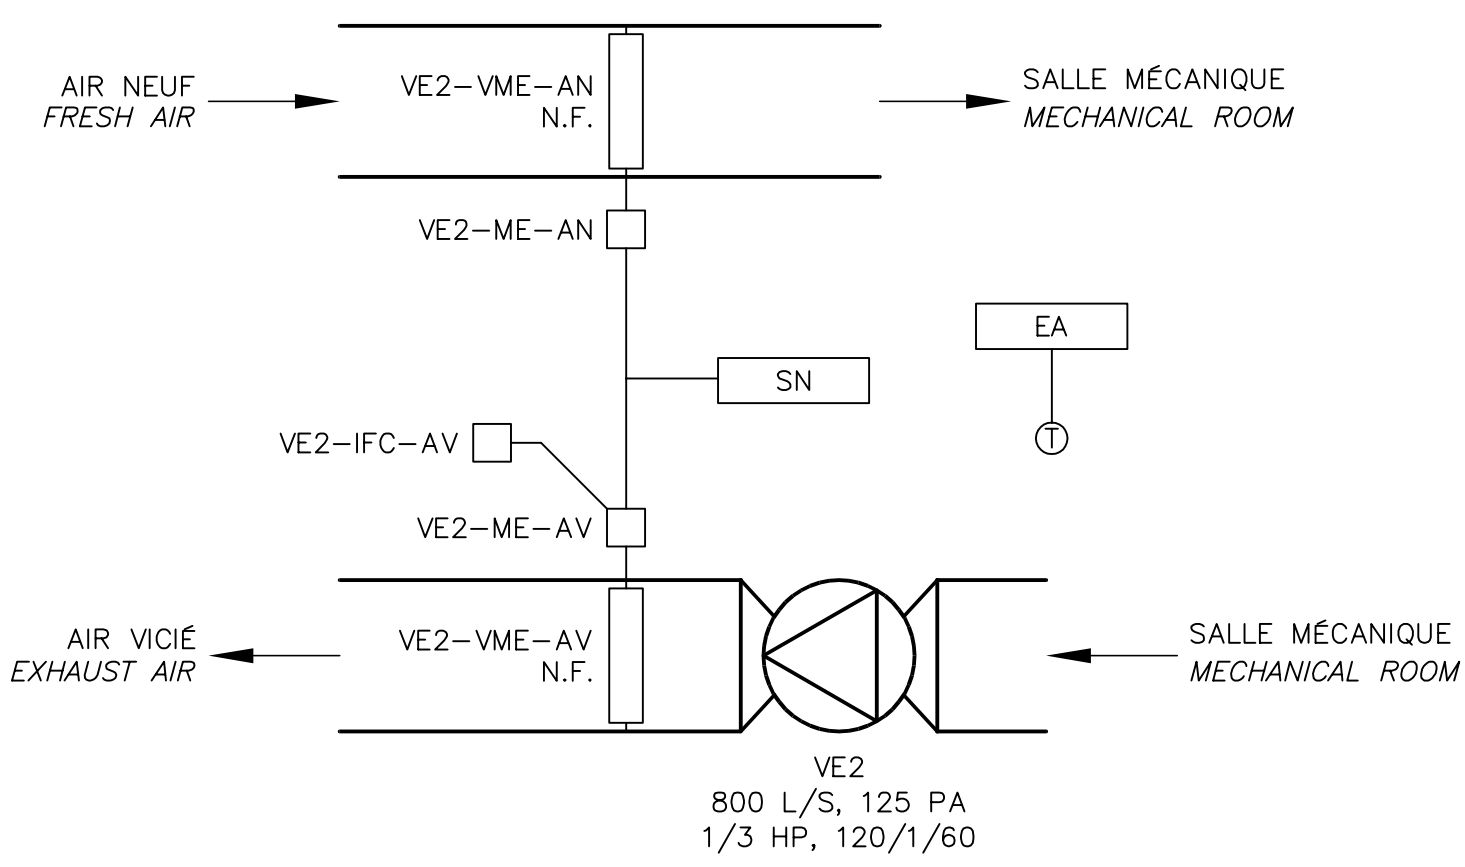 AIR NEUF
FRESH AIR
VE2-VME-AN
N.F.
SALLE MÉCANIQUE
MECHANICAL ROOM
VE2-ME-AN
EA
SN
T
VE2-IFC-AV
VE2-ME-AV
AIR VICIÉ
EXHAUST AIR
VE2-VME-AV
N.F.
SALLE MÉCANIQUE
MECHANICAL ROOM
VE2
800 L/S, 125 PA
1/3 HP, 120/1/60